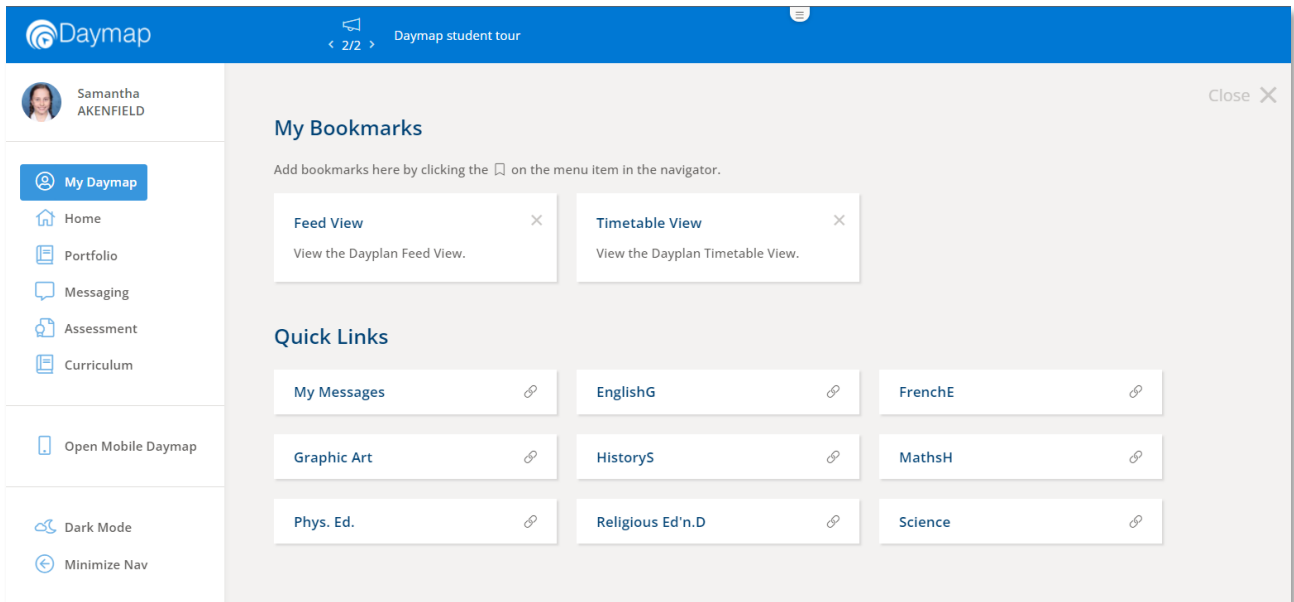 Daymap
< 2/2 >
Daymap student tour
Samantha
AKENFIELD
My Daymap
Home
Portfolio
Messaging
Assessment
Curriculum
Open Mobile Daymap
Dark Mode
Minimize Nav
Close
My Bookmarks
Add bookmarks here by clicking the on the menu item in the navigator.
Feed View
View the Dayplan Feed View.
Timetable View
View the Dayplan Timetable View.
Quick Links
My Messages
EnglishG
FrenchE
Graphic Art
HistoryS
MathsH
Phys. Ed.
Religious Ed'n.D
Science